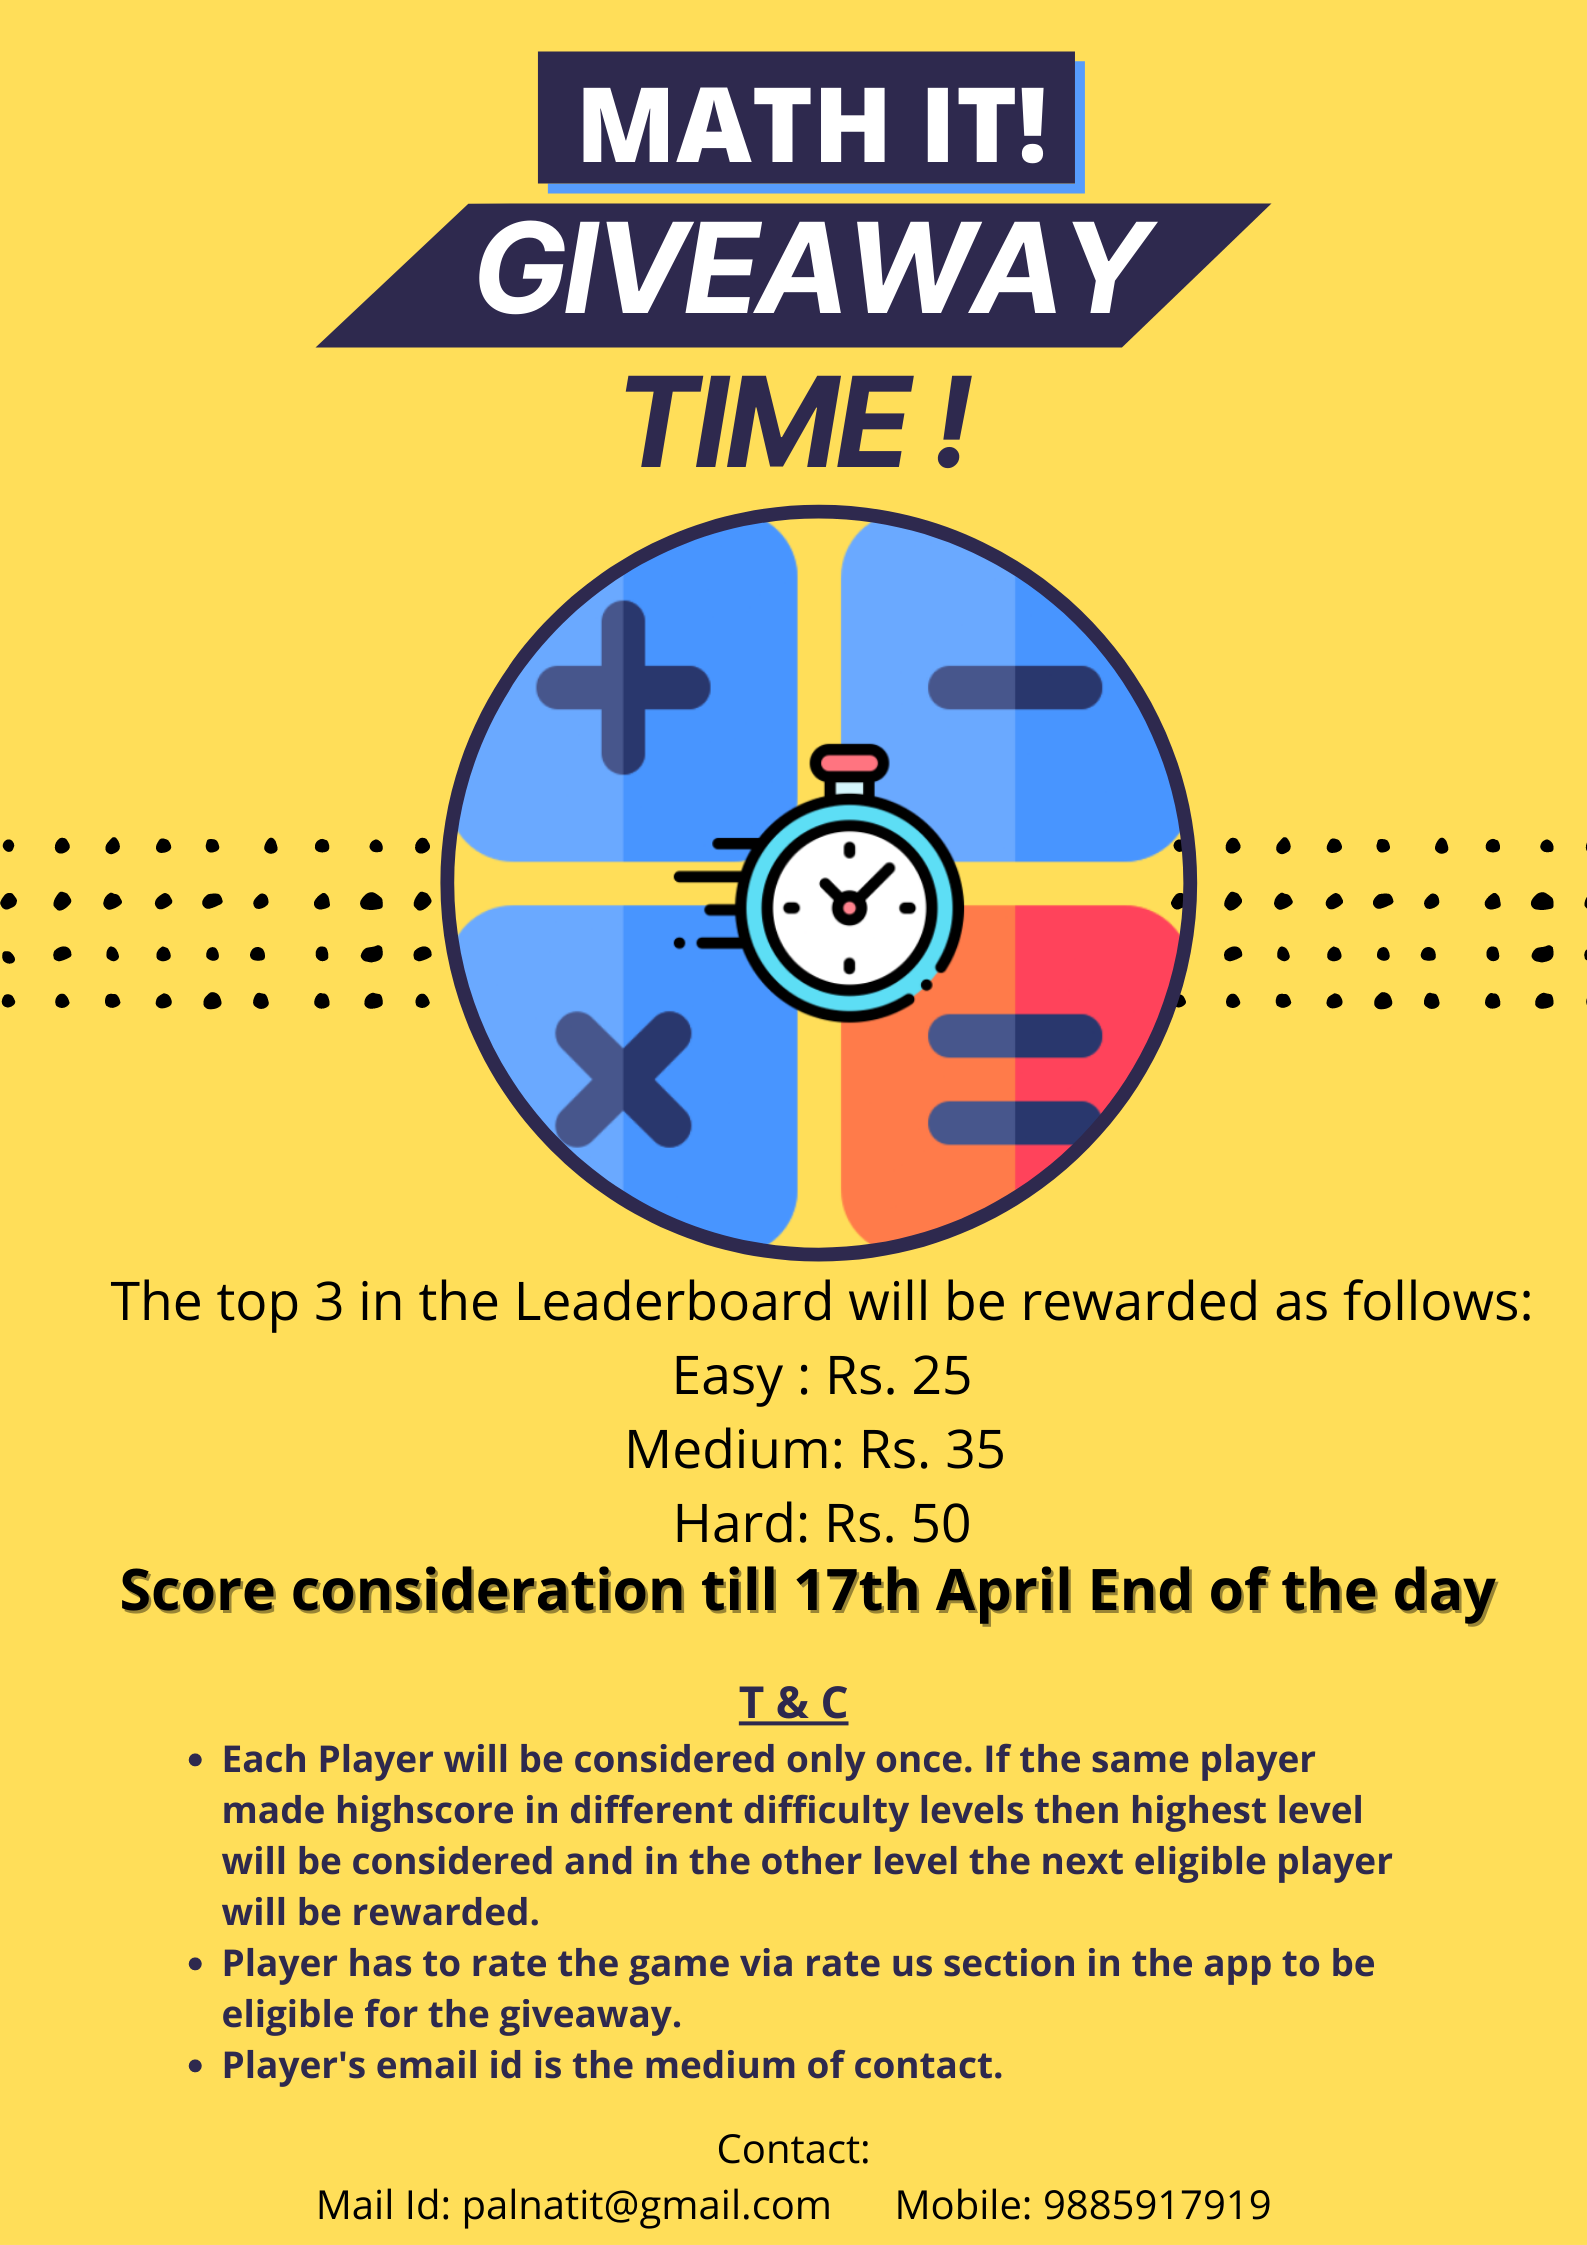 MATH IT!
GIVEAWAY
TIME !
The top 3 in the Leaderboard will be rewarded as follows:
Easy : Rs. 25
Medium: Rs. 35
Hard: Rs. 50
Score consideration till 17th April End of the day
T & C
• Each Player will be considered only once. If the same player
made highscore in different difficulty levels then highest level
will be considered and in the other level the next eligible player
will be rewarded.
• Player has to rate the game via rate us section in the app to be
eligible for the giveaway.
• Player's email id is the medium of contact.
Contact:
Mail Id: palnatit@gmail.com Mobile: 9885917919